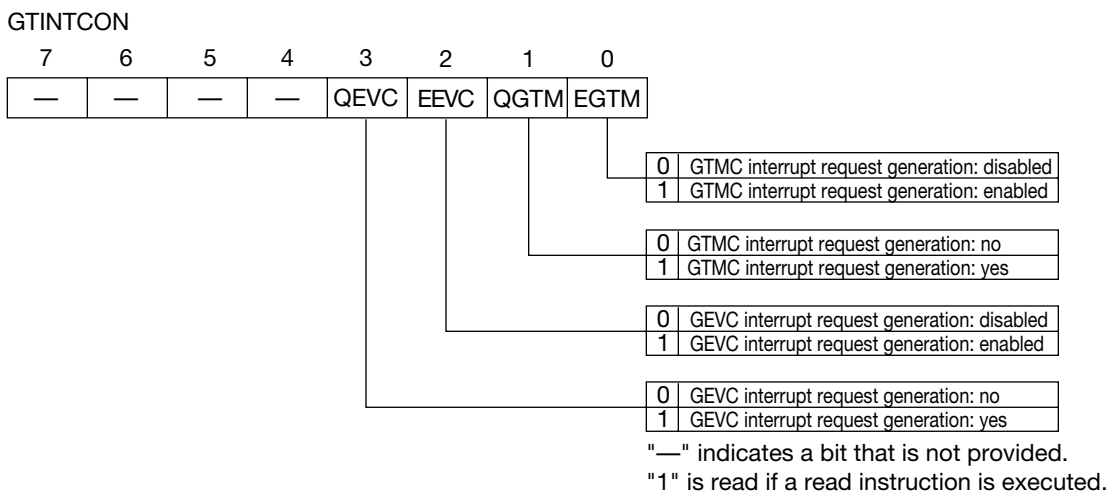 GTINTCON
7 6 5 4 3 2 1 0
— — — — QEVC EEVC QGTM EGTM
0 GTMC interrupt request generation: disabled
1 GTMC interrupt request generation: enabled
0 GTMC interrupt request generation: no
1 GTMC interrupt request generation: yes
0 GEVC interrupt request generation: disabled
1 GEVC interrupt request generation: enabled
0 GEVC interrupt request generation: no
1 GEVC interrupt request generation: yes
"—" indicates a bit that is not provided.
"1" is read if a read instruction is executed.